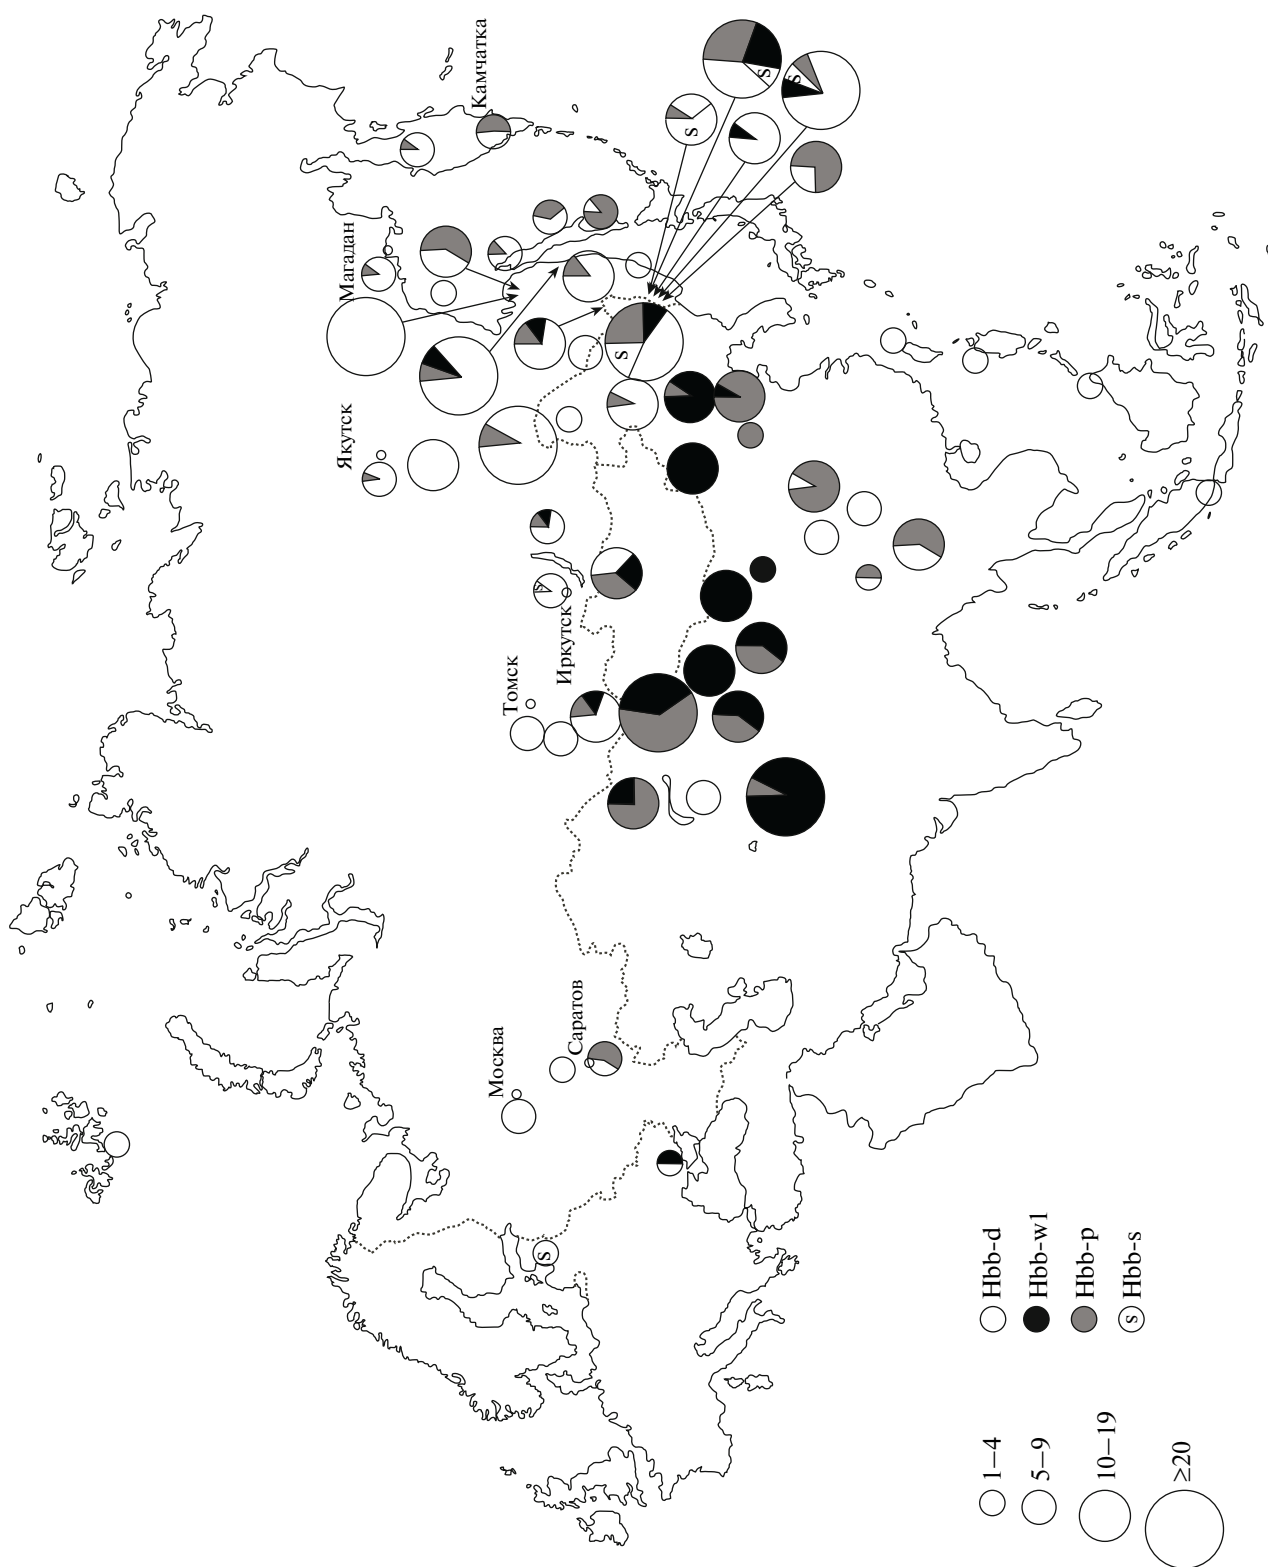 Камчатка
Магадан
Якутск
Томск
Иркутск
Москва
Саратов
s
s
s
s
s
s
Hbb-d
Hbb-w1
Hbb-p
s Hbb-s
1–4
5–9
10–19
≥20